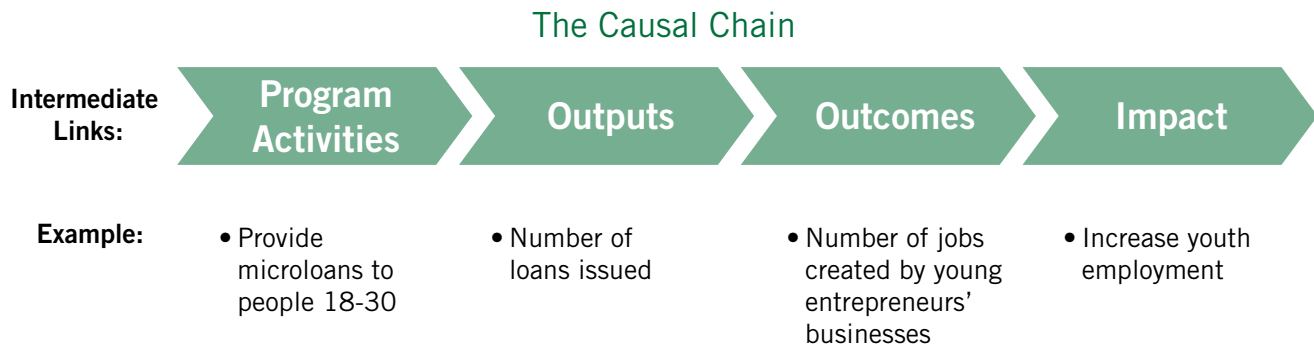 The Causal Chain
Intermediate
Links:
Program
Activities
Outputs
Outcomes
Impact
Example:
• Provide
microloans to
people 18-30
• Number of
loans issued
• Number of jobs
created by young
entrepreneurs’
businesses
• Increase youth
employment